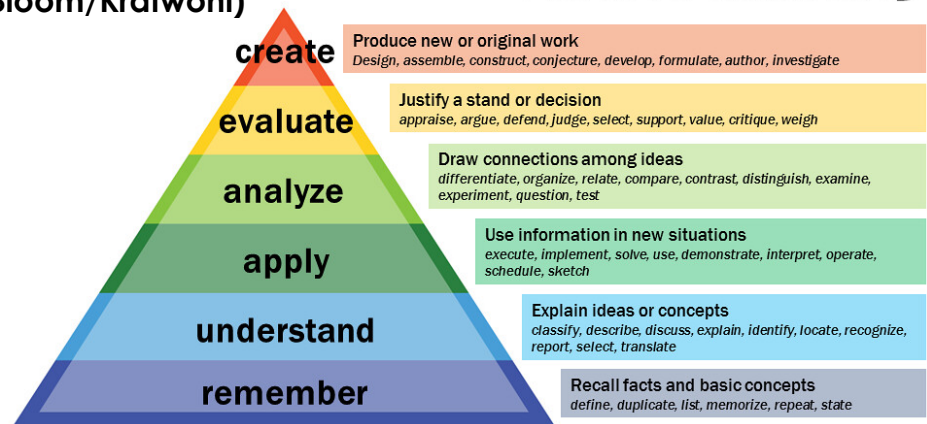 Bloom/Kratwohl)
create
Produce new or original work
Design, assemble, construct, conjecture, develop, formulate, author, investigate
evaluate
Justify a stand or decision
appraise, argue, defend, judge, select, support, value, critique, weigh
analyze
Draw connections among ideas
differentiate, organize, relate, compare, contrast, distinguish, examine,
experiment, question, test
apply
Use information in new situations
execute, implement, solve, use, demonstrate, interpret, operate,
schedule, sketch
understand
Explain ideas or concepts
classify, describe, discuss, explain, identify, locate, recognize,
report, select, translate
remember
Recall facts and basic concepts
define, duplicate, list, memorize, repeat, state